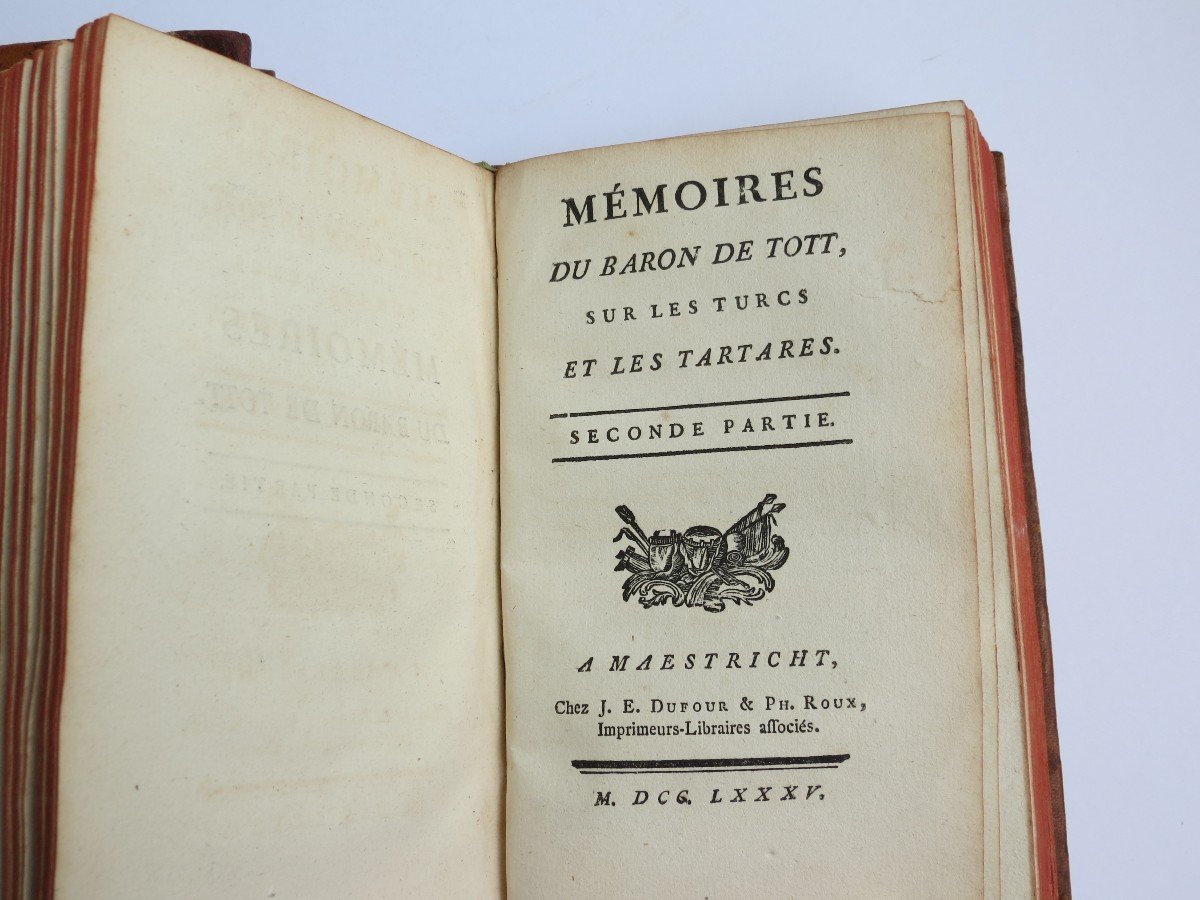 MÉMOIRES
DU BARON DE TOTT,
SUR LES TURCS
ET LES TARTARES.
SECONDE PARTIE.
A MAESTRICHT,
Chez J. E. DUFOUR & PH. ROUX,
Imprimeurs-Libraires aſſociés.
M. DCC. LXXXV.